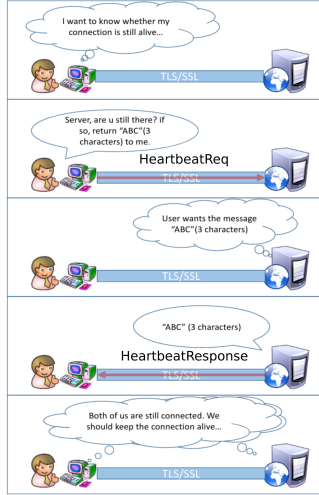 I want to know whether my
connection is still alive...
TLS/SSL
Server, are u still there? if
so, return "ABC"(3
characters) to me.
HeartbeatReq
TLS/SSL
User wants the message
"ABC"(3 characters)
TLS/SSL
"ABC" (3 characters)
HeartbeatResponse
TLS/SSL
Both of us are still connected. We
should keep the connection alive...
TLS/SSL